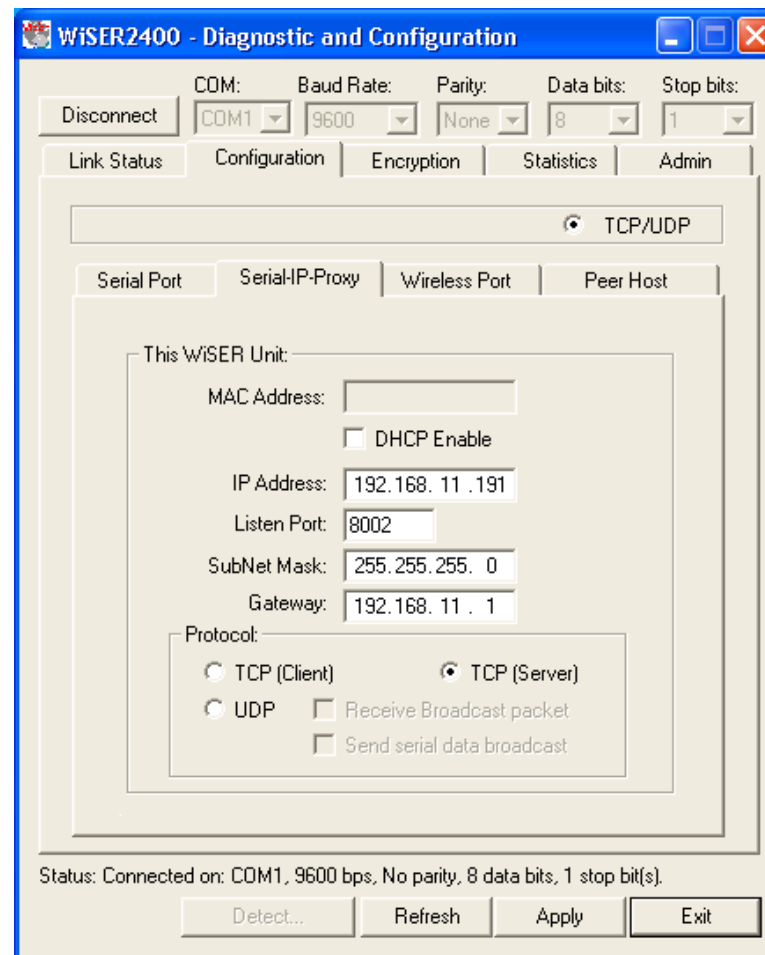 WiSER2400 - Diagnostic and Configuration
COM: Baud Rate: Parity: Data bits: Stop bits:
Disconnect COM1 9600 None 8 1
Link Status Configuration Encryption Statistics Admin
TCP/UDP
Serial Port Serial-IP-Proxy Wireless Port Peer Host
This WiSER Unit:
MAC Address:
DHCP Enable
IP Address: 192.168. 11 .191
Listen Port: 8002
SubNet Mask: 255.255.255. 0
Gateway: 192.168. 11 . 1
Protocol:
TCP (Client) TCP (Server)
UDP Receive Broadcast packet
Send serial data broadcast
Status: Connected on: COM1, 9600 bps, No parity, 8 data bits, 1 stop bit(s).
Detect... Refresh Apply Exit